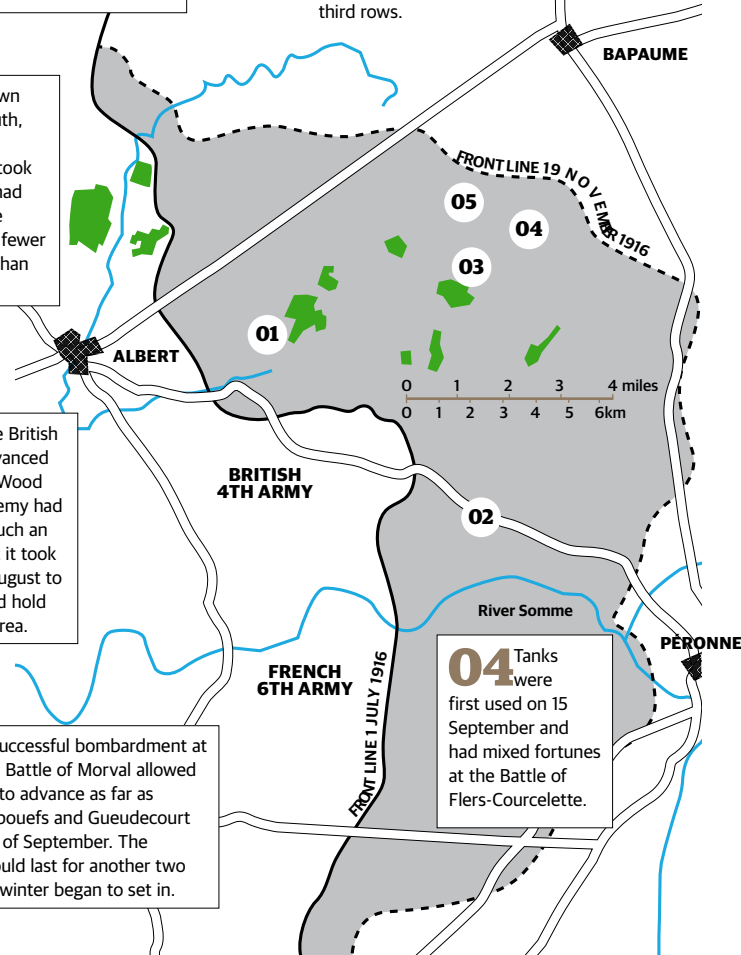 third rows.
BAPAUME
wn
th,
took
had
e
fewer
han
FRONT LINE 19 NOVEMBER 1916
05
04
03
01
ALBERT
0 1 2 3 4 miles
0 1 2 3 4 5 6km
e British
vanced
Wood
emy had
uch an
it took
ugust to
d hold
rea.
BRITISH
4TH ARMY
02
River Somme
PÉRONNE
FRENCH
6TH ARMY
FRONT LINE 1 JULY 1916
04 Tanks
were
first used on 15
September and
had mixed fortunes
at the Battle of
Flers-Courcelette.
uccessful bombardment at
Battle of Morval allowed
to advance as far as
bouefs and Gueudecourt
of September. The
ould last for another two
winter began to set in.